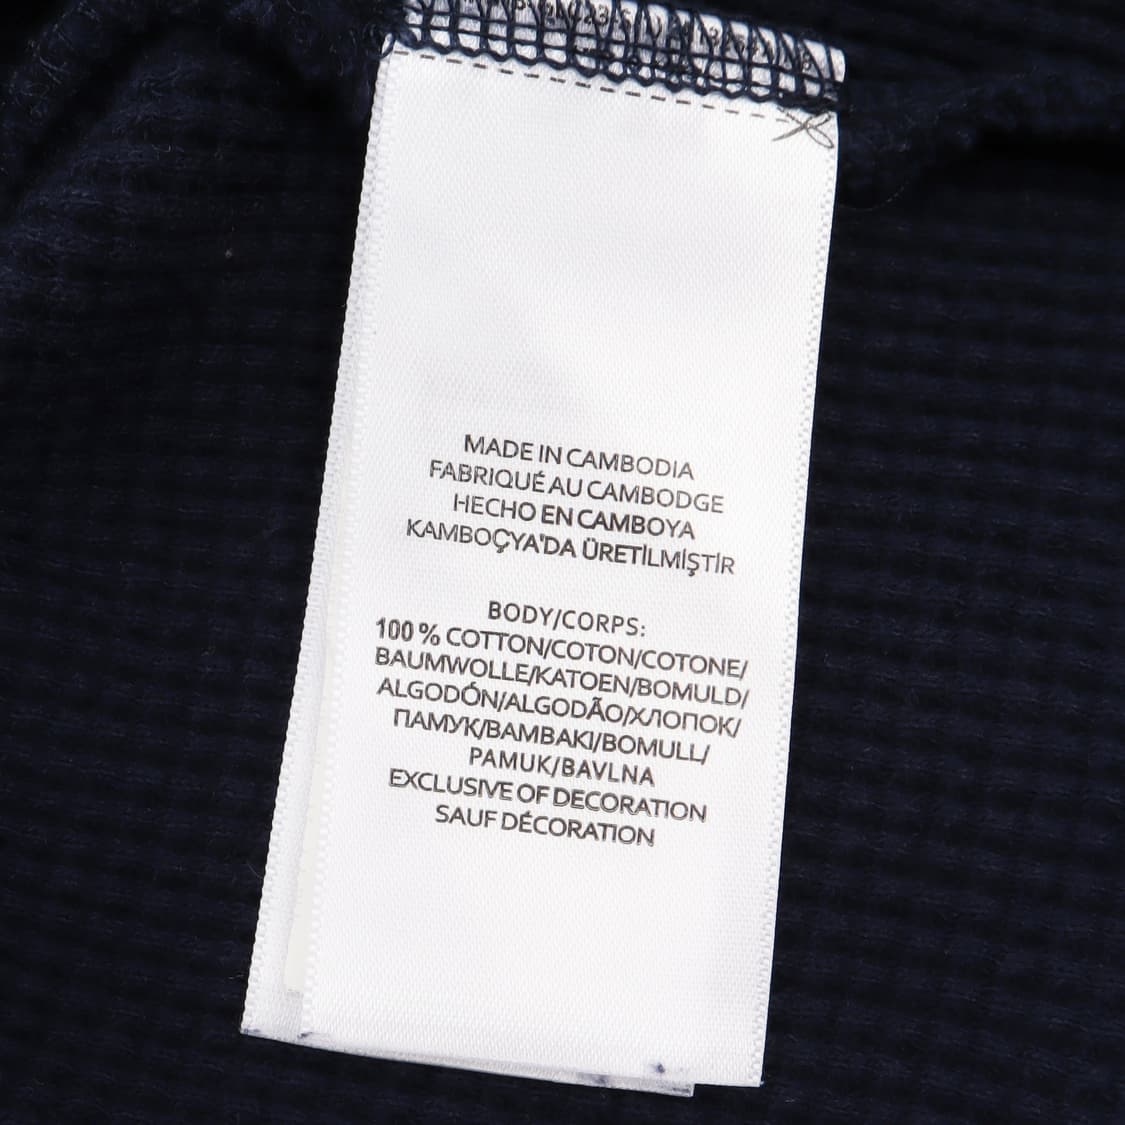 MADE IN CAMBODIA
FABRIQUÉ AU CAMBODGE
HECHO EN CAMBOYA
KAMBOÇYA'DA ÜRETİLMİŞTİR
BODY/CORPS:
100 % COTTON/COTON/COTONE/
BAUMWOLLE/KATOEN/BOMULD/
ALGODÓN/ALGODÃO/ХЛОПОК/
ПАМУК/BAMBAKI/BOMULL/
PAMUK/BAVLNA
EXCLUSIVE OF DECORATION
SAUF DÉCORATION